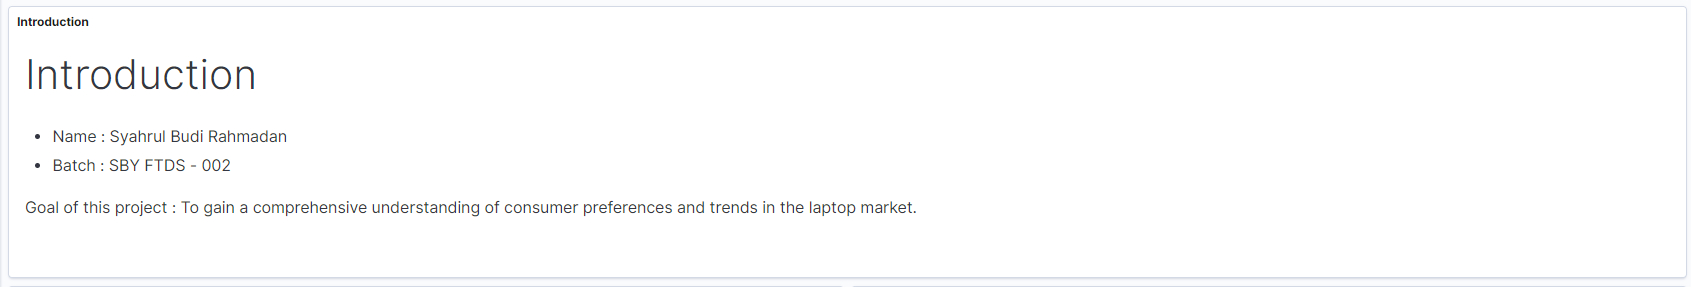 Introduction
Introduction
• Name : Syahrul Budi Rahmadan
• Batch : SBY FTDS - 002
Goal of this project : To gain a comprehensive understanding of consumer preferences and trends in the laptop market.